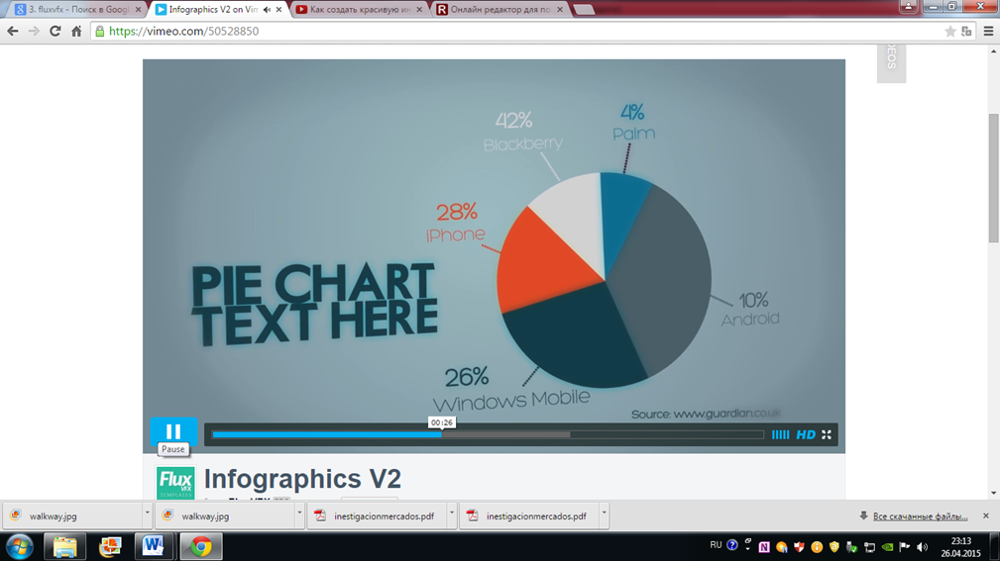 3. fluxvfx - Поиск в Googl
Infographics V2 on Vim
Как создать красивую ин
Онлайн редактор для по
https://vimeo.com/50528850
42%
Blackberry
4%
Palm
28%
iPhone
PIE CHART
TEXT HERE
10%
Android
26%
Windows Mobile
Source: www.guardian.co.uk
00:26
HD
Pause
Flux
VFX
TEMPLATES
Infographics V2
walkway.jpg
walkway.jpg
inestigacionmercados.pdf
inestigacionmercados.pdf
Все скачанные файлы...
RU
23:13
26.04.2015